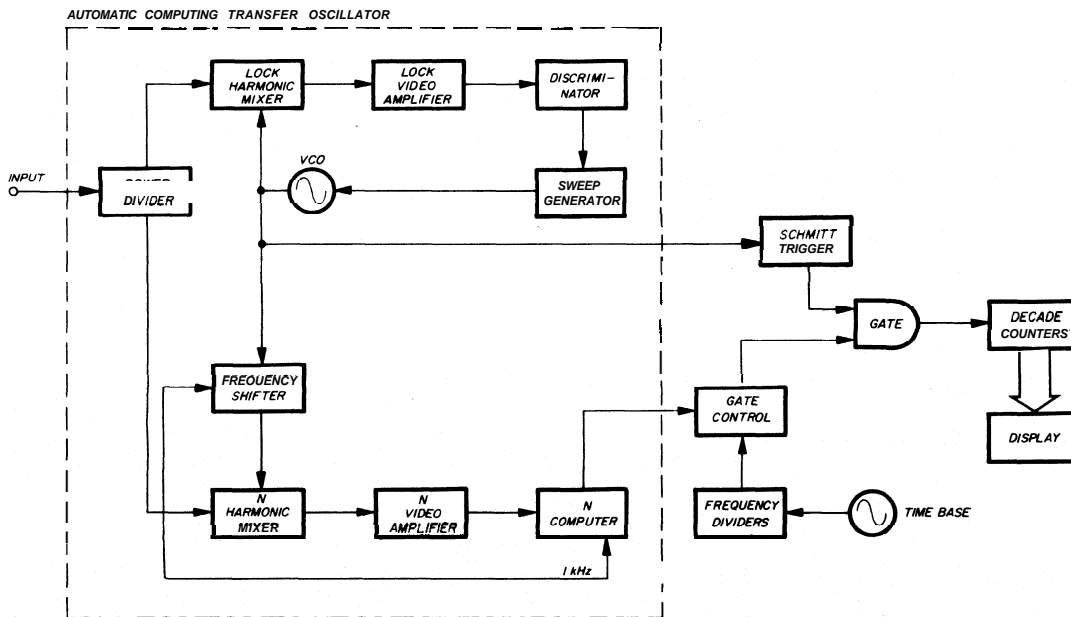 AUTOMATIC COMPUTING TRANSFER OSCILLATOR
LOCK
HARMONIC
MIXER
LOCK
VIDEO
AMPLIFIER
DISCRIMI-
NATOR
INPUT
DIVIDER
VCO
SWEEP
GENERATOR
SCHMITT
TRIGGER
GATE
DECADE
COUNTERS
FREQUENCY
SHIFTER
GATE
CONTROL
DISPLAY
N
HARMONIC
MIXER
N
VIDEO
AMPLIFIER
N
COMPUTER
FREQUENCY
DIVIDERS
TIME BASE
1 kHz